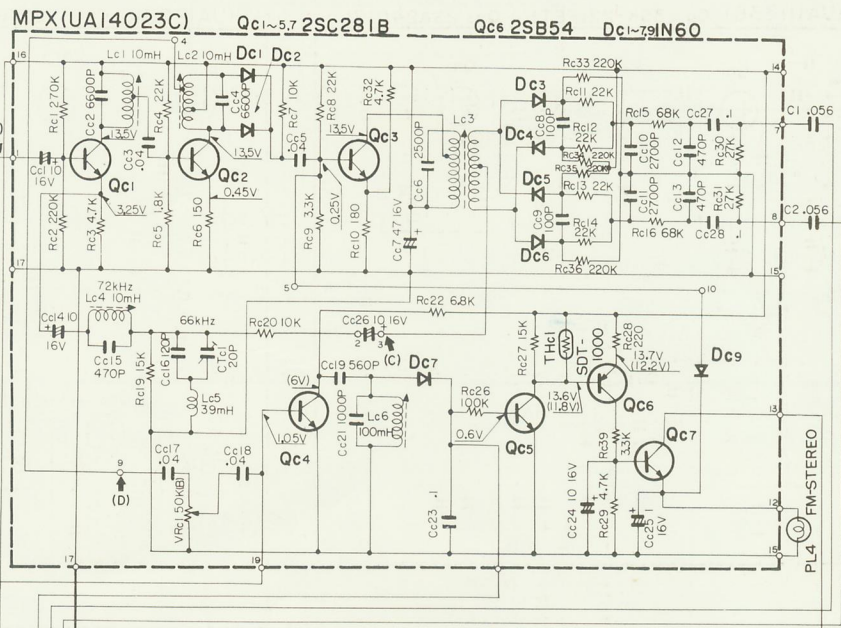 MPX(UA14023C) Qc1~5,7 2SC281B Qc6 2SB54 Dc1~7,9 1N60
4
16
Lc1 10mH
Lc2 10mH
Dc1 Dc2
Rc33 220K
14
Rc1 270K
Cc2 6600P
Rc4 22K
Cc4 6600P
Rc7 10K
Rc8 22K
Rc32 4.7K
Dc3
Rc11 22K
Rc15 68K
Cc27 .1
C1 .056
7
13.5V
13.5V
13.5V
Qc3
Lc3
Cc8 100P
Rc12 22K
Cc10 2700P
Cc12 470P
Rc30 27K
1
Cc1 10 16V
Cc3 .04
Cc5 .04
2500P
Cc6
Dc4
Rc34 220K
Rc35 220K
Qc1
Qc2
0.45V
0.25V
Dc5
Rc13 22K
Cc11 2700P
Cc13 470P
Rc31 27K
Rc2 220K
Rc3 4.7K
3.25V
Rc5 1.8K
Rc6 150
Rc9 3.3K
Rc10 180
Cc7 47 16V
Cc9 100P
Rc14 22K
Rc16 68K
Cc28 .1
C2 .056
8
Dc6
Rc36 220K
17
15
5
10
72kHz
Lc4 10mH
66kHz
Rc22 6.8K
Cc14 10 16V
Cc15 470P
Rc20 10K
Cc26 10 16V
2
3
(C)
Rc19 15K
Cc16 120P
CTc1 20P
Lc5 39mH
Cc19 560P
Dc7
(6V)
Rc27 15K
THc1
SDT-1000
Rc28 220
13.7V (12.2V)
Dc9
13.6V (11.8V)
Qc6
Cc21 1000P
Lc6 100mH
Rc26 100K
0.6V
Qc5
1.05V
Qc4
Rc39 3.3K
Qc7
13
Cc17 .04
Cc18 .04
9
(D)
VRc1 50K(B)
Cc23 .1
Cc24 10 16V
Rc29 4.7K
Cc25 1 16V
12
15
PL4 FM-STEREO
17
19